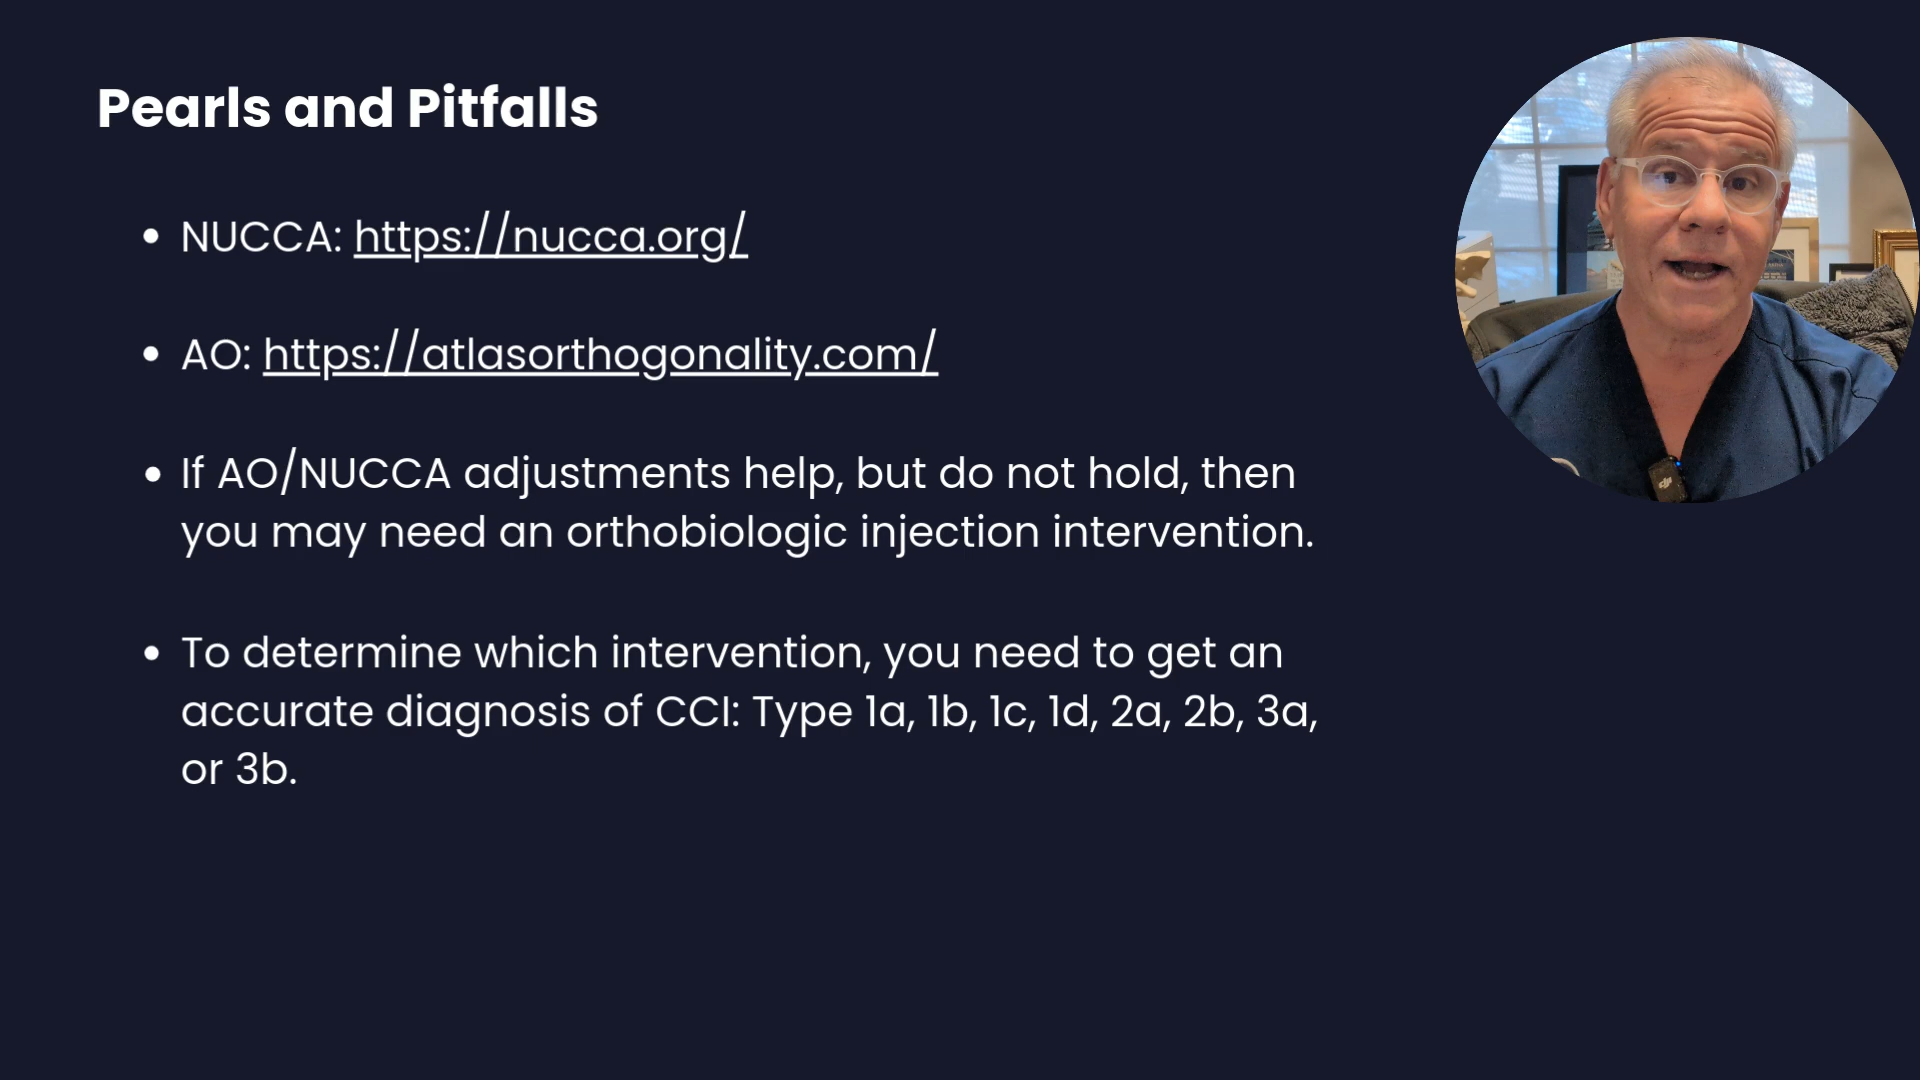 Pearls and Pitfalls
• NUCCA: https://nucca.org/
• AO: https://atlasorthogonality.com/
• If AO/NUCCA adjustments help, but do not hold, then
you may need an orthobiologic injection intervention.
• To determine which intervention, you need to get an
accurate diagnosis of CCI: Type 1a, 1b, 1c, 1d, 2a, 2b, 3a,
or 3b.